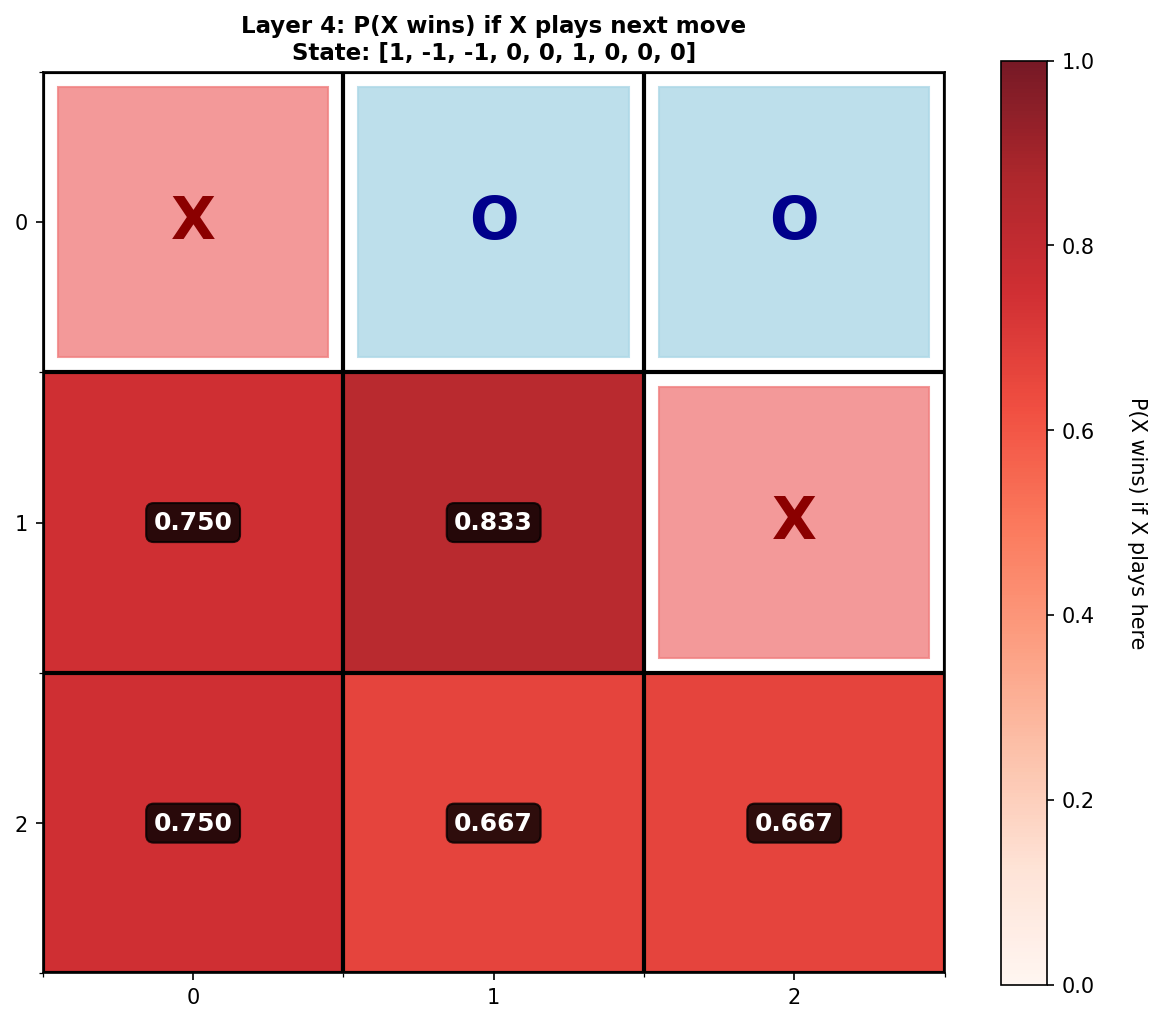 Layer 4: P(X wins) if X plays next move
State: [1, -1, -1, 0, 0, 1, 0, 0, 0]
X O O
0.750 0.833 X
0.750 0.667 0.667
0
1
2
0 1 2
1.0
0.8
0.6
0.4
0.2
0.0
P(X wins) if X plays here